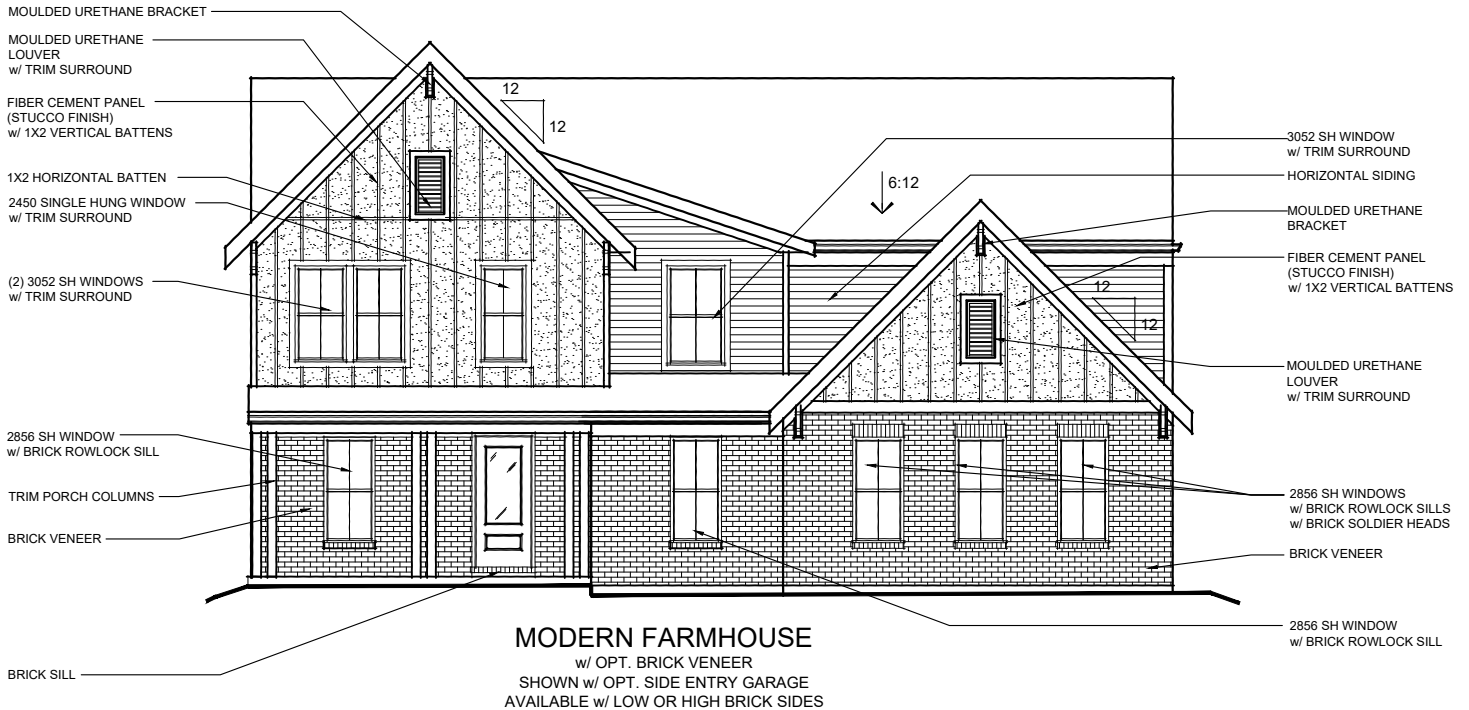 MOULDED URETHANE BRACKET
MOULDED URETHANE
LOUVER
w/ TRIM SURROUND
FIBER CEMENT PANEL
(STUCCO FINISH)
w/ 1X2 VERTICAL BATTENS
1X2 HORIZONTAL BATTEN
2450 SINGLE HUNG WINDOW
w/ TRIM SURROUND
(2) 3052 SH WINDOWS
w/ TRIM SURROUND
2856 SH WINDOW
w/ BRICK ROWLOCK SILL
TRIM PORCH COLUMNS
BRICK VENEER
BRICK SILL
12
12
6:12
12
12
3052 SH WINDOW
w/ TRIM SURROUND
HORIZONTAL SIDING
MOULDED URETHANE
BRACKET
FIBER CEMENT PANEL
(STUCCO FINISH)
w/ 1X2 VERTICAL BATTENS
MOULDED URETHANE
LOUVER
w/ TRIM SURROUND
2856 SH WINDOWS
w/ BRICK ROWLOCK SILLS
w/ BRICK SOLDIER HEADS
BRICK VENEER
2856 SH WINDOW
w/ BRICK ROWLOCK SILL
MODERN FARMHOUSE
w/ OPT. BRICK VENEER
SHOWN w/ OPT. SIDE ENTRY GARAGE
AVAILABLE w/ LOW OR HIGH BRICK SIDES